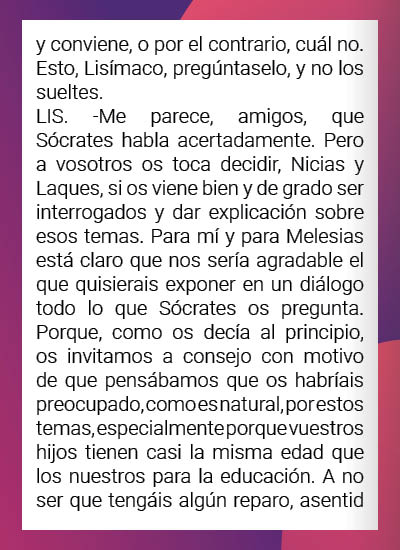 y conviene, o por el contrario, cuál no.
Esto, Lisímaco, pregúntaselo, y no los
sueltes.
LIS. -Me parece, amigos, que
Sócrates habla acertadamente. Pero
a vosotros os toca decidir, Nicias y
Laques, si os viene bien y de grado ser
interrogados y dar explicación sobre
esos temas. Para mí y para Melesias
está claro que nos sería agradable el
que quisierais exponer en un diálogo
todo lo que Sócrates os pregunta.
Porque, como os decía al principio,
os invitamos a consejo con motivo
de que pensábamos que os habríais
preocupado, como es natural, por estos
temas, especialmente porque vuestros
hijos tienen casi la misma edad que
los nuestros para la educación. A no
ser que tengáis algún reparo, asentid